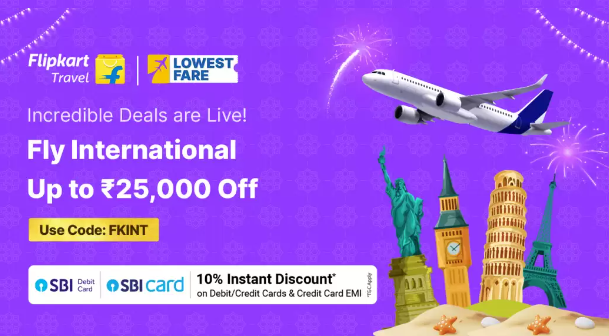 Flipkart
Travel
LOWEST
FARE
Incredible Deals are Live!
Fly International
Up to ₹25,000 Off
Use Code: FKINT
SBI Debit Card
SBI card
10% Instant Discount*
on Debit/Credit Cards & Credit Card EMI
*T&C Apply